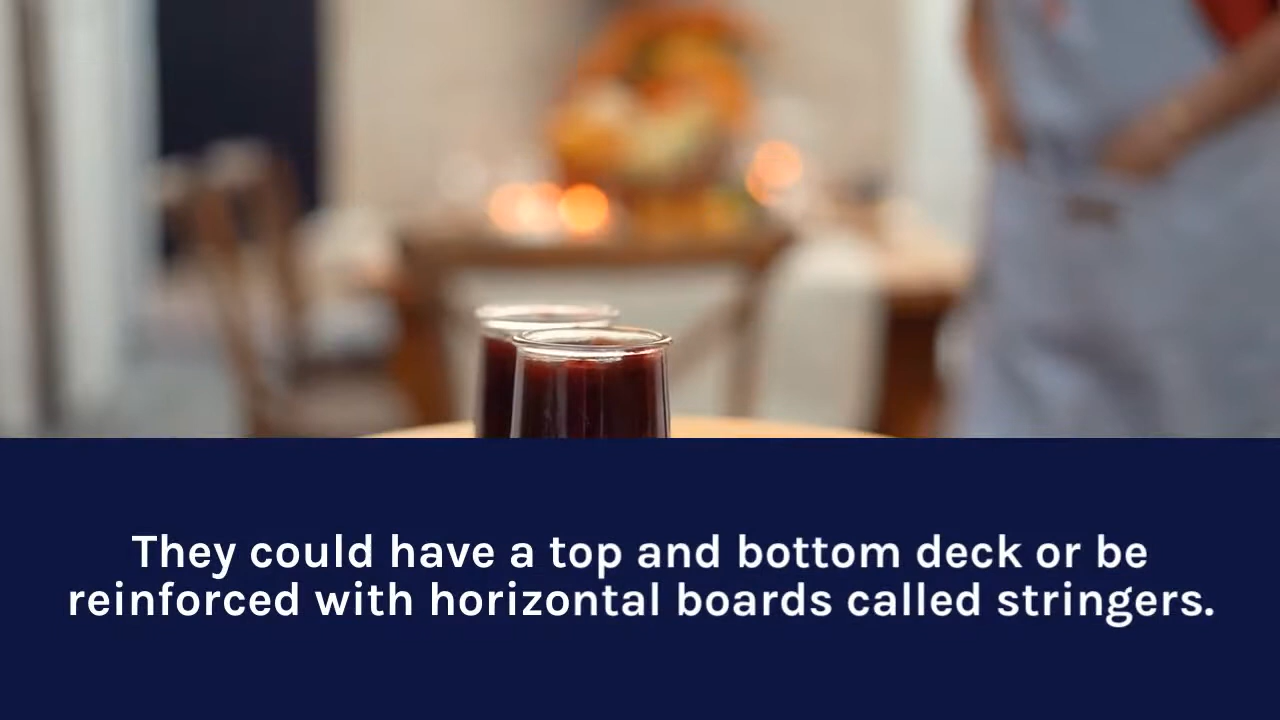 They could have a top and bottom deck or be
reinforced with horizontal boards called stringers.